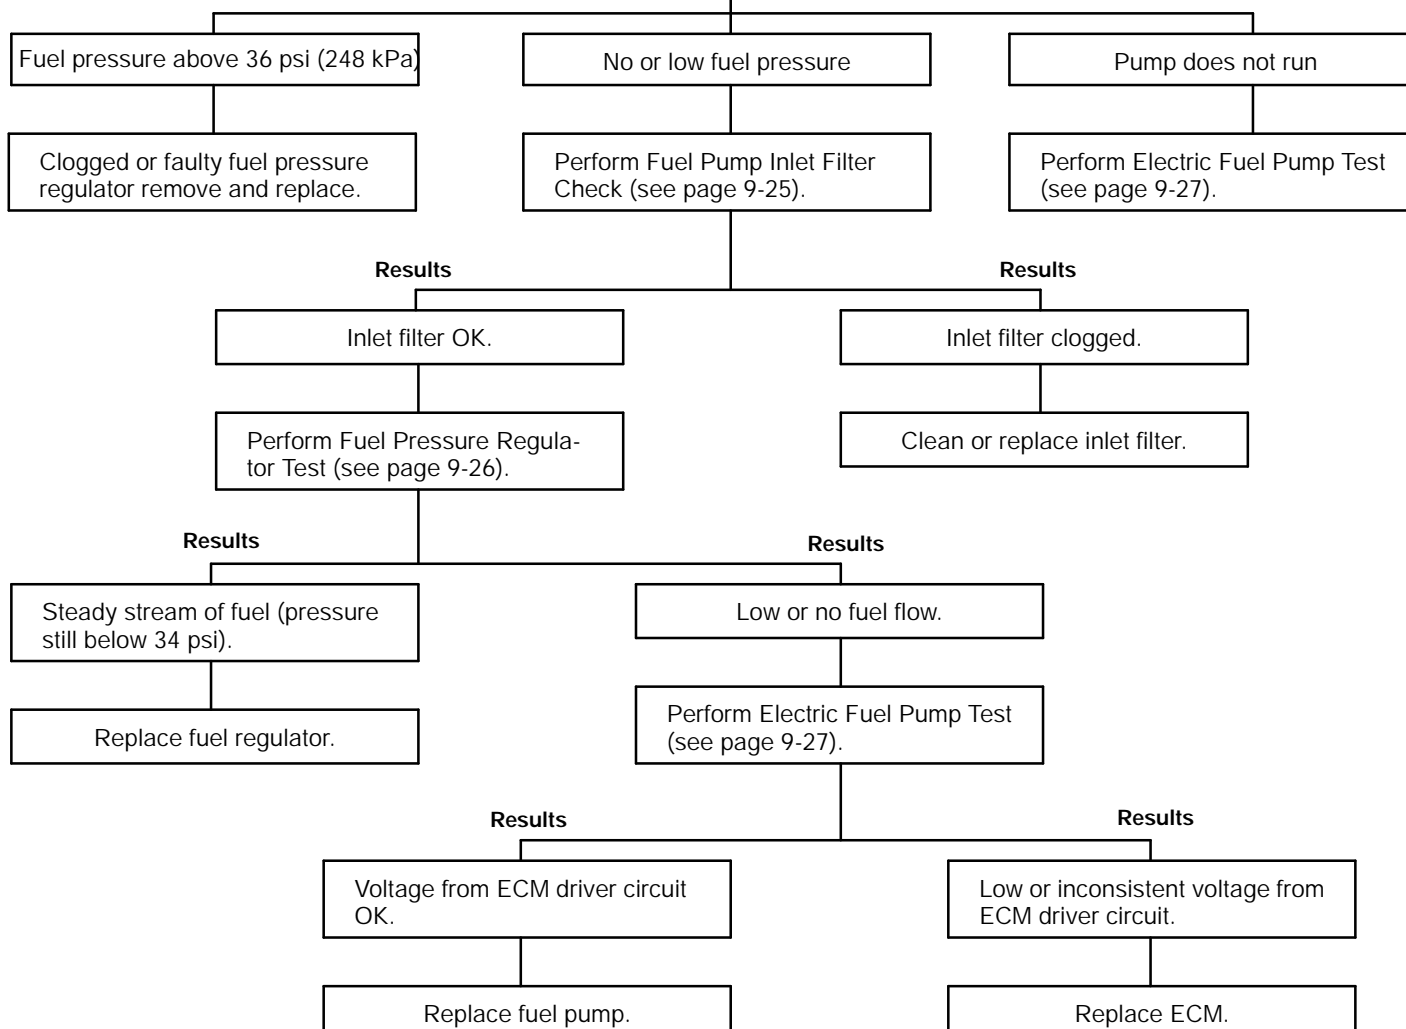 Fuel pressure above 36 psi (248 kPa)
No or low fuel pressure
Pump does not run
Clogged or faulty fuel pressure
regulator remove and replace.
Perform Fuel Pump Inlet Filter
Check (see page 9-25).
Perform Electric Fuel Pump Test
(see page 9-27).
Results
Results
Inlet filter OK.
Inlet filter clogged.
Perform Fuel Pressure Regula-
tor Test (see page 9-26).
Clean or replace inlet filter.
Results
Results
Steady stream of fuel (pressure
still below 34 psi).
Low or no fuel flow.
Replace fuel regulator.
Perform Electric Fuel Pump Test
(see page 9-27).
Results
Results
Voltage from ECM driver circuit
OK.
Low or inconsistent voltage from
ECM driver circuit.
Replace fuel pump.
Replace ECM.